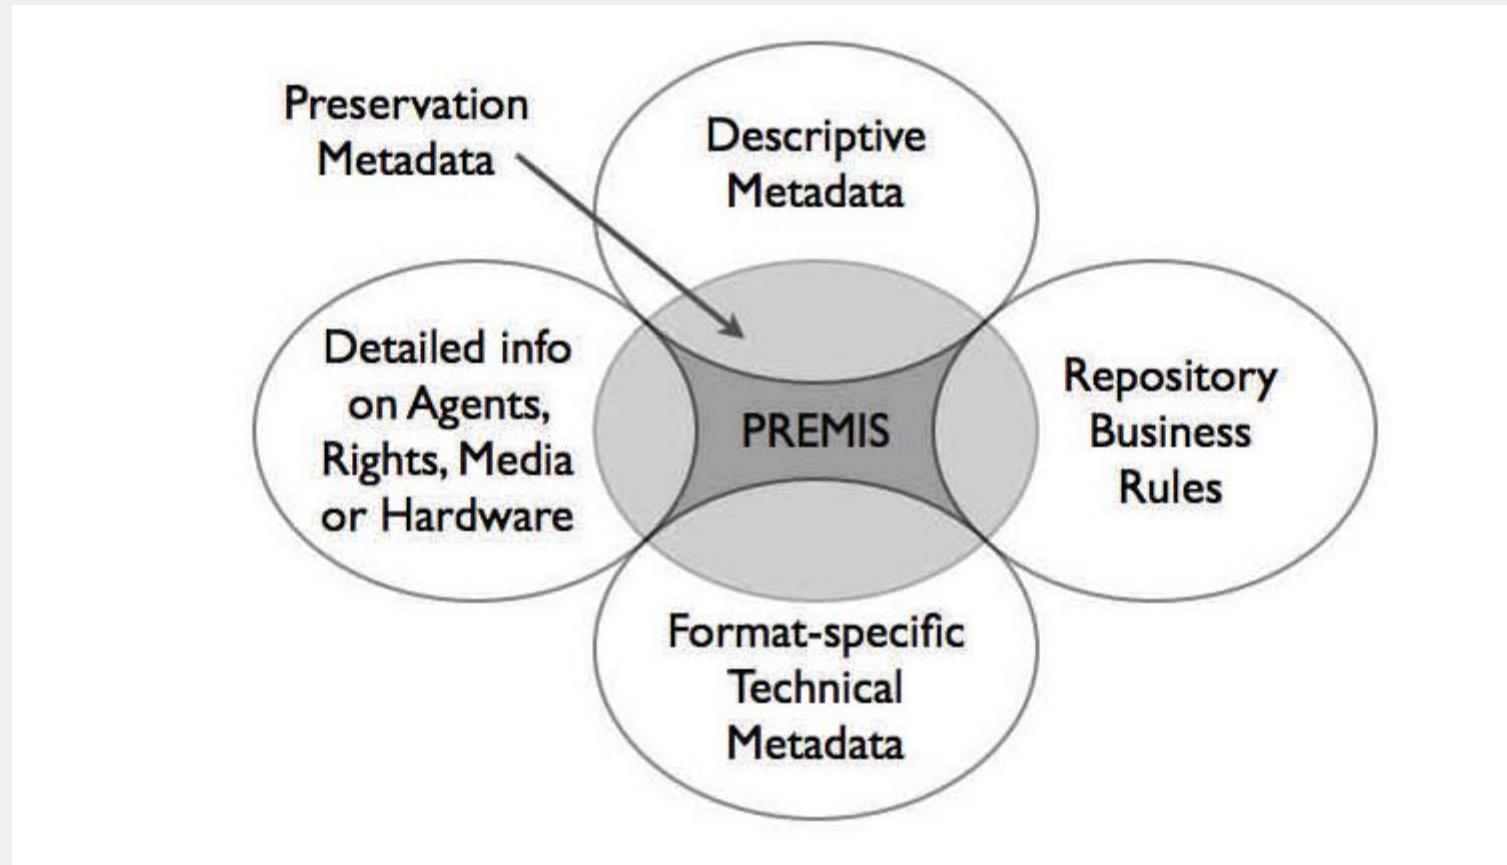 Preservation
Metadata
Descriptive
Metadata
Detailed info
on Agents,
Rights, Media
or Hardware
PREMIS
Repository
Business
Rules
Format-specific
Technical
Metadata